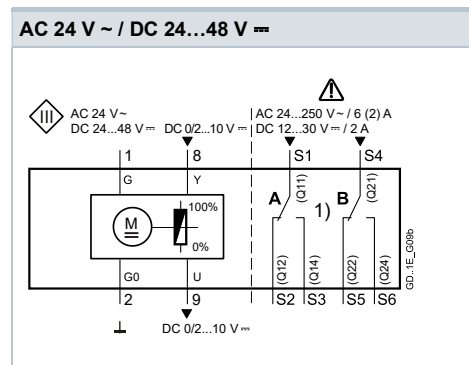 AC 24 V ~ / DC 24...48 V ⎓
III
AC 24 V~
DC 24...48 V ⎓
DC 0/2...10 V ⎓
AC 24...250 V ~ / 6 (2) A
DC 12...30 V ⎓ / 2 A
1 8 S1 S4
G Y
A (Q11) B (Q21)
1)
M
100%
0%
G0 U
(Q12) (Q14) (Q22) (Q24)
2 9 S2 S3 S5 S6
DC 0/2...10 V ⎓
GD..1E_G09b